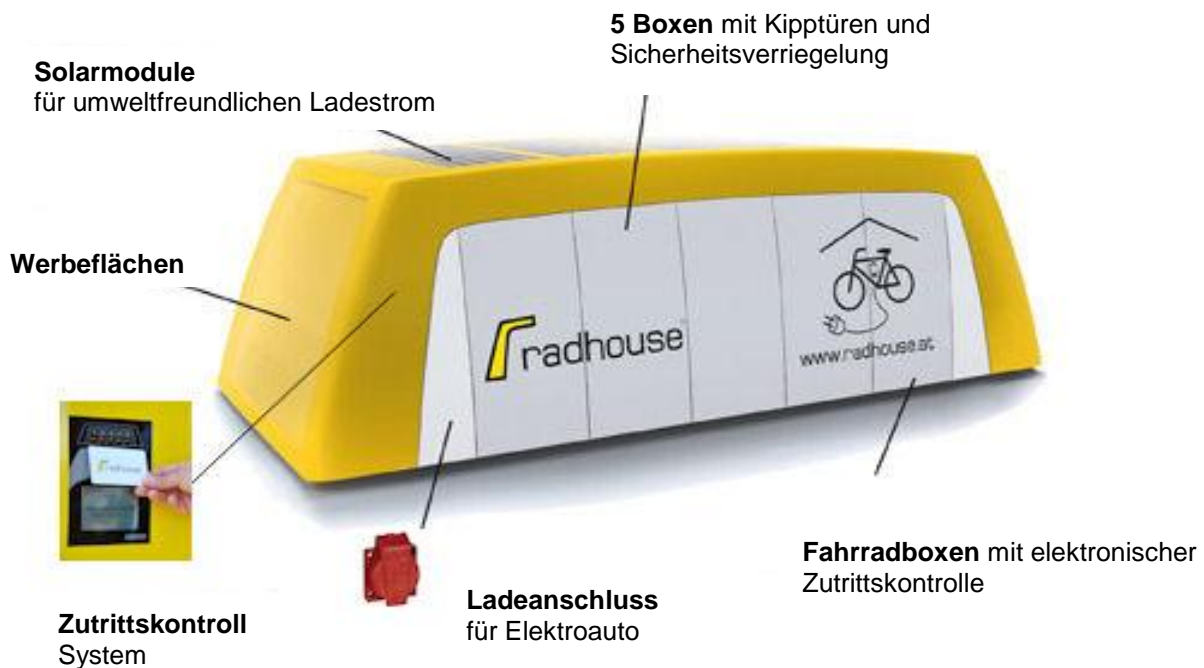 5 Boxen mit Kipptüren und
Sicherheitsverriegelung
Solarmodule
für umweltfreundlichen Ladestrom
Werbeflächen
radhouse
www.radhouse.at
radhouse
Fahrradboxen mit elektronischer
Zutrittskontrolle
Ladeanschluss
für Elektroauto
Zutrittskontroll
System